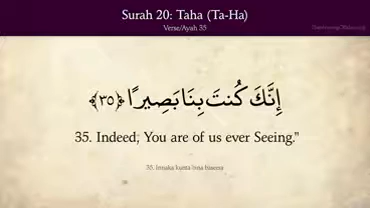 Surah 20: Taha (Ta-Ha)
Verse/Ayah 35
إِنَّكَ كُنتَ بِنَا بَصِيرًا ﴿٣٥﴾
35. Indeed, You are of us ever Seeing."
35. Innaka kunta bina baseera